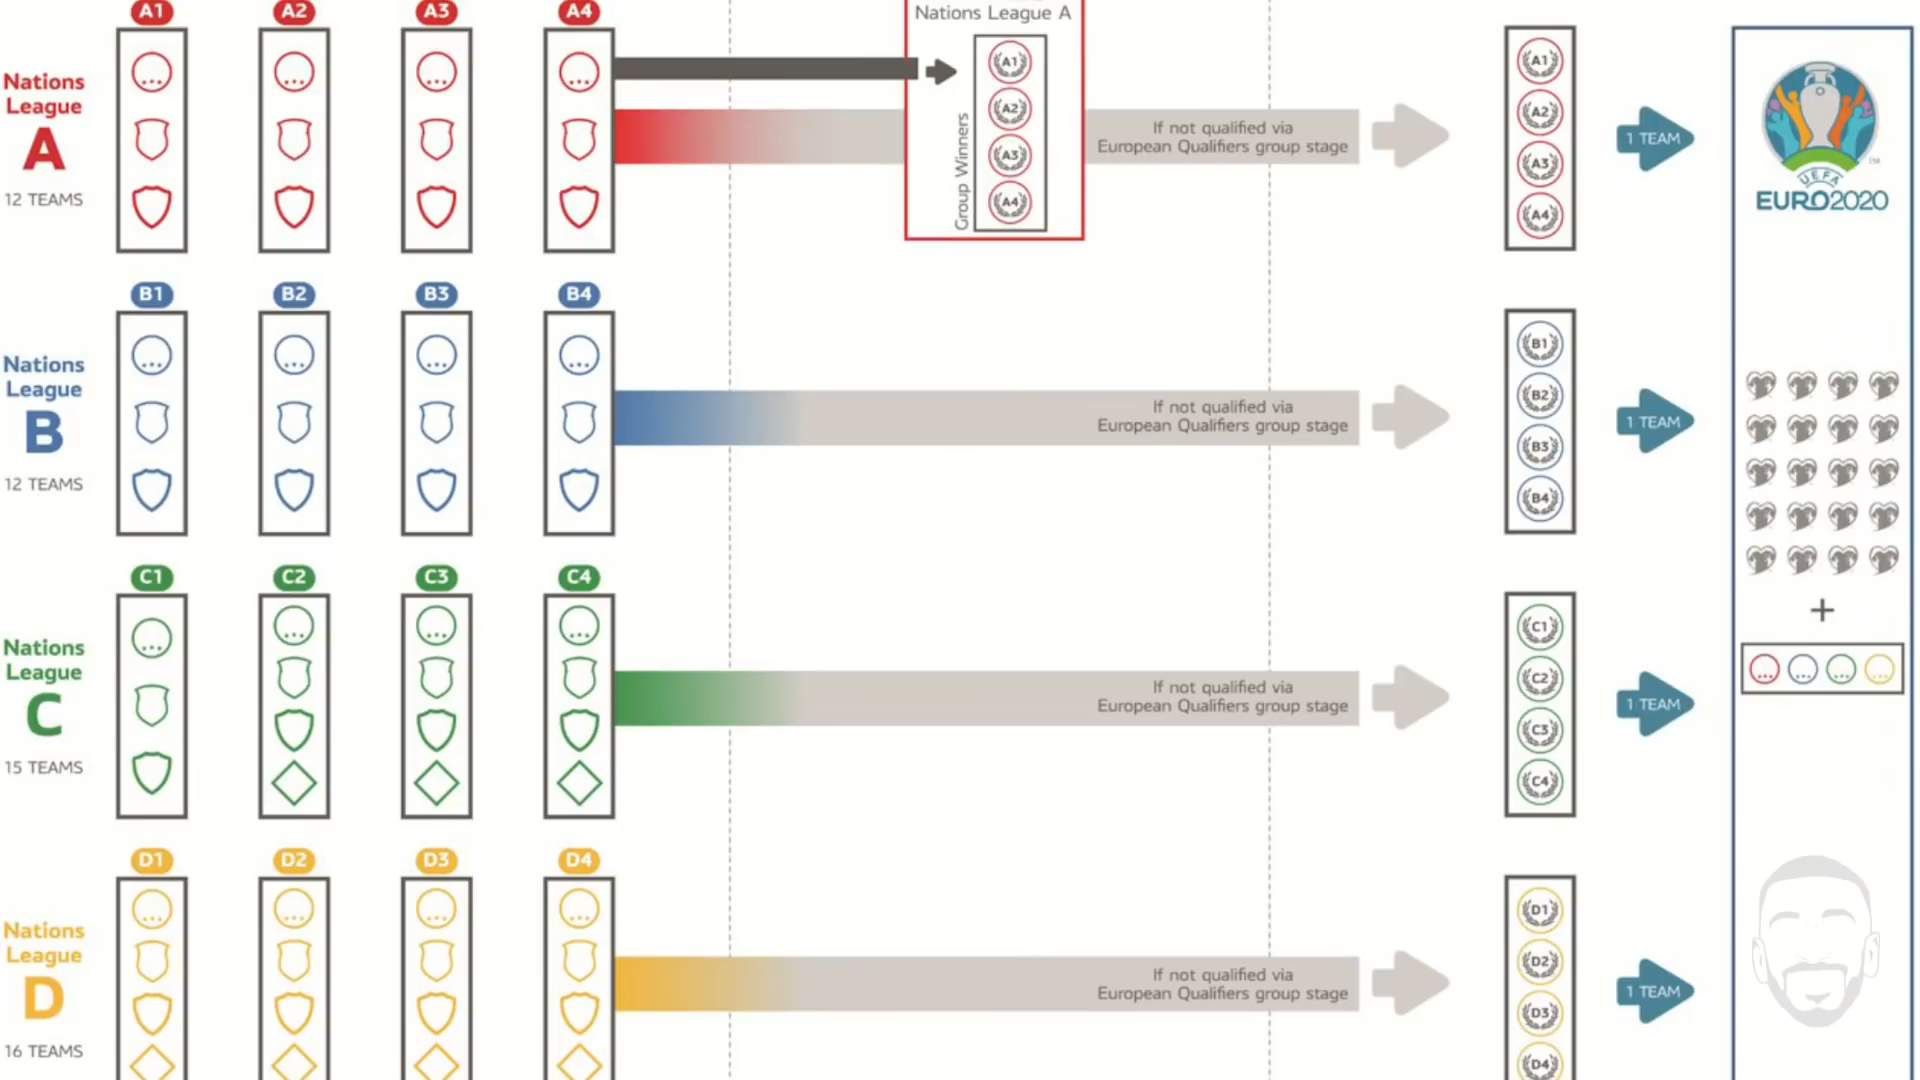 A1
A2
A3
A4
Nations
League
A
12 TEAMS
Nations League A
Group Winners
A1
A2
A3
A4
If not qualified via
European Qualifiers group stage
A1
A2
A3
A4
1 TEAM
TM
UEFA
EURO2020
B1
B2
B3
B4
Nations
League
B
12 TEAMS
If not qualified via
European Qualifiers group stage
B1
B2
B3
B4
1 TEAM
+
C1
C2
C3
C4
Nations
League
C
15 TEAMS
If not qualified via
European Qualifiers group stage
C1
C2
C3
C4
1 TEAM
D1
D2
D3
D4
Nations
League
D
16 TEAMS
If not qualified via
European Qualifiers group stage
D1
D2
D3
D4
1 TEAM